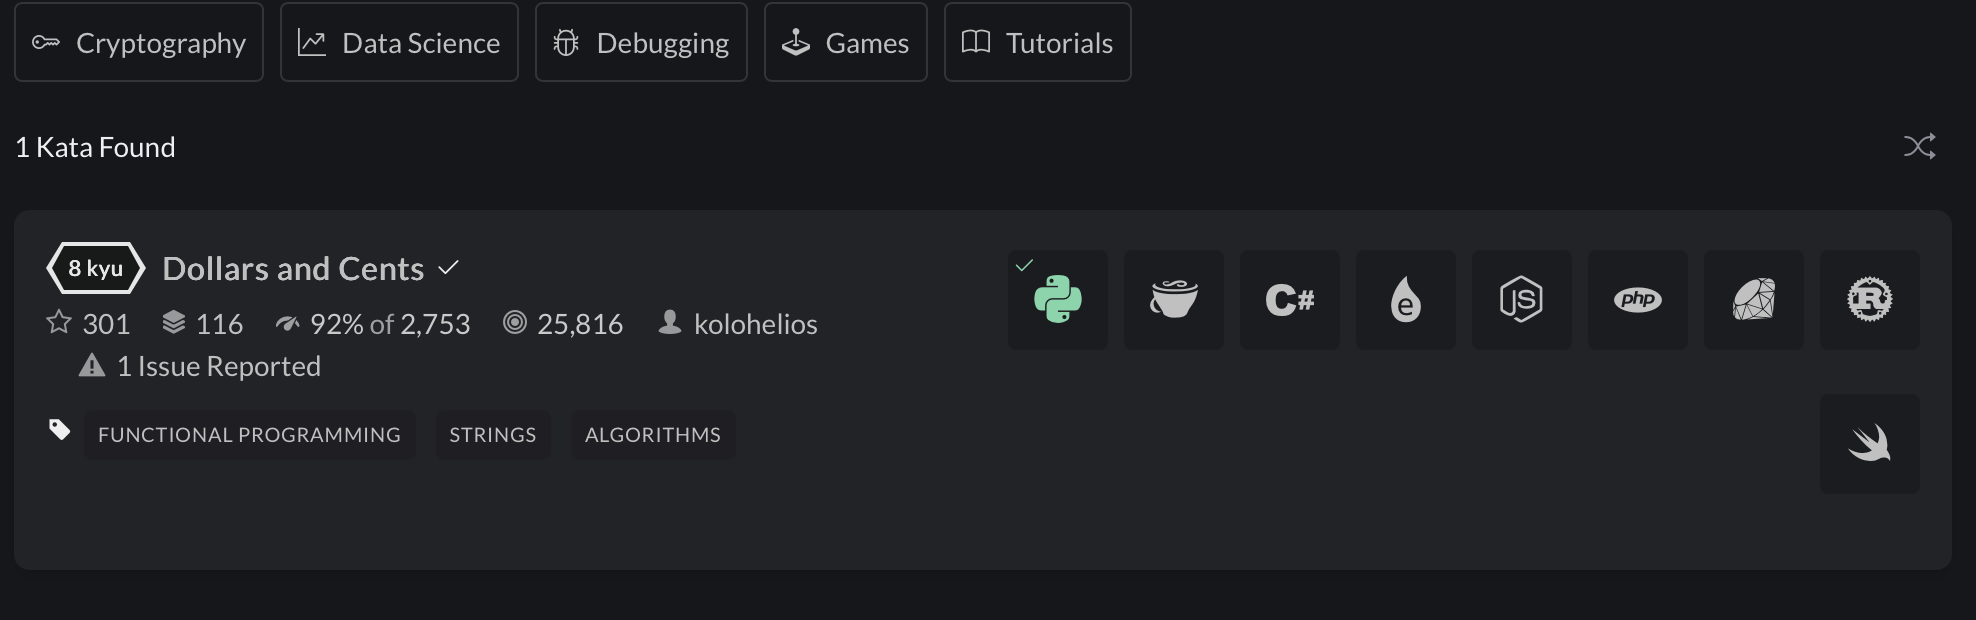 Cryptography Data Science Debugging Games Tutorials
1 Kata Found
8 kyu Dollars and Cents
301 116 92% of 2,753 25,816 kolohelios
1 Issue Reported
FUNCTIONAL PROGRAMMING STRINGS ALGORITHMS
C# e JS php R